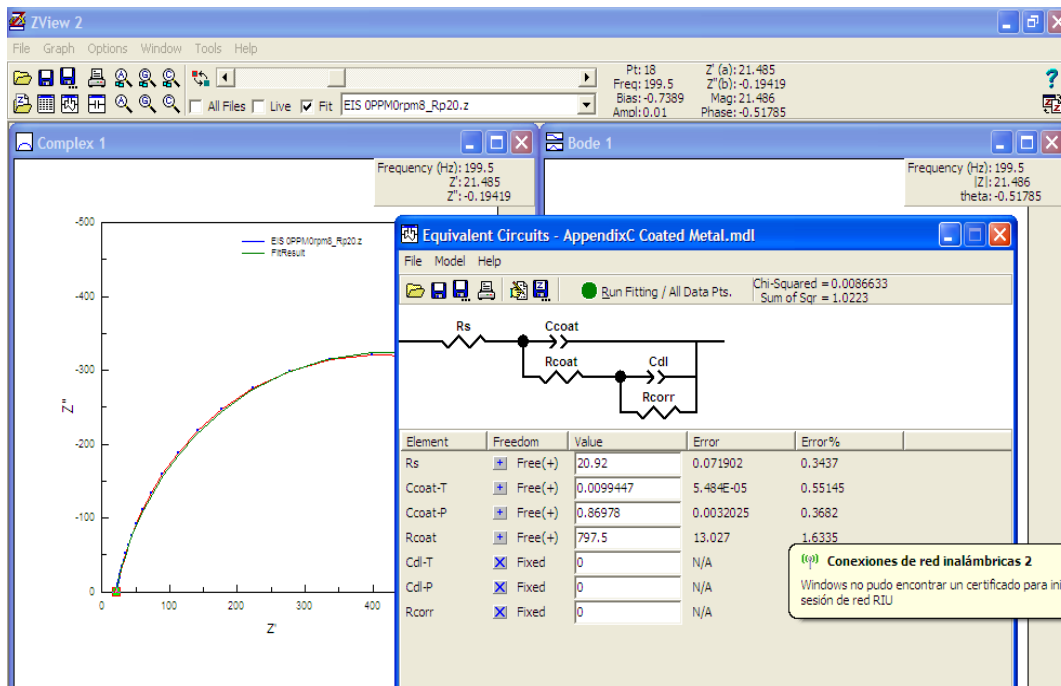 ZView 2
File Graph Options Window Tools Help
Pt: 18
Freq: 199.5
Bias: -0.7389
Ampl: 0.01
Z' (a): 21.485
Z''(b): -0.19419
Mag: 21.486
Phase: -0.51785
All Files Live Fit EIS 0PPM0rpm8_Rp20.z
Complex 1
Frequency (Hz): 199.5
Z': 21.485
Z'': -0.19419
-500
-400
-300
-200
-100
0
Z''
EIS 0PPM0rpm8_Rp20.z
FitResult
0 100 200 300 400
Z'
Bode 1
Frequency (Hz): 199.5
|Z|: 21.486
theta: -0.51785
Equivalent Circuits - AppendixC Coated Metal.mdl
File Model Help
Run Fitting / All Data Pts.
Chi-Squared = 0.0086633
Sum of Sqr = 1.0223
Rs Ccoat
Rcoat Cdl
Rcorr
Element Freedom Value Error Error%
Rs Free(+) 20.92 0.071902 0.3437
Ccoat-T Free(+) 0.0099447 5.484E-05 0.55145
Ccoat-P Free(+) 0.86978 0.0032025 0.3682
Rcoat Free(+) 797.5 13.027 1.6335
Cdl-T Fixed 0 N/A
Cdl-P Fixed 0 N/A
Rcorr Fixed 0 N/A
Conexiones de red inalámbricas 2
Windows no pudo encontrar un certificado para ini
sesión de red RIU